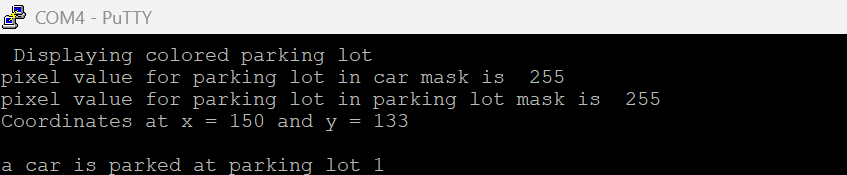 COM4 - PuTTY
Displaying colored parking lot
pixel value for parking lot in car mask is  255
pixel value for parking lot in parking lot mask is  255
Coordinates at x = 150 and y = 133
a car is parked at parking lot 1